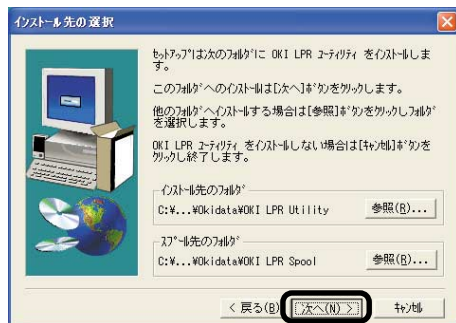 インストール先の選択
セットアップは次のフォルダに OKI LPR ユーティリティ をインストールしま
す。
このフォルダへのインストールは[次へ]ボタンをクリックします。
他のフォルダへインストールする場合は[参照]ボタンをクリックしフォルダ
を選択します。
OKI LPR ユーティリティ をインストールしない場合は[キャンセル]ボタンを
クリックし終了します。
インストール先のフォルダ
C:¥...¥Okidata¥OKI LPR Utility
参照(R)...
スプール先のフォルダ
C:¥...¥Okidata¥OKI LPR Spool
参照(R)...
< 戻る(B)
次へ(N) >
キャンセル